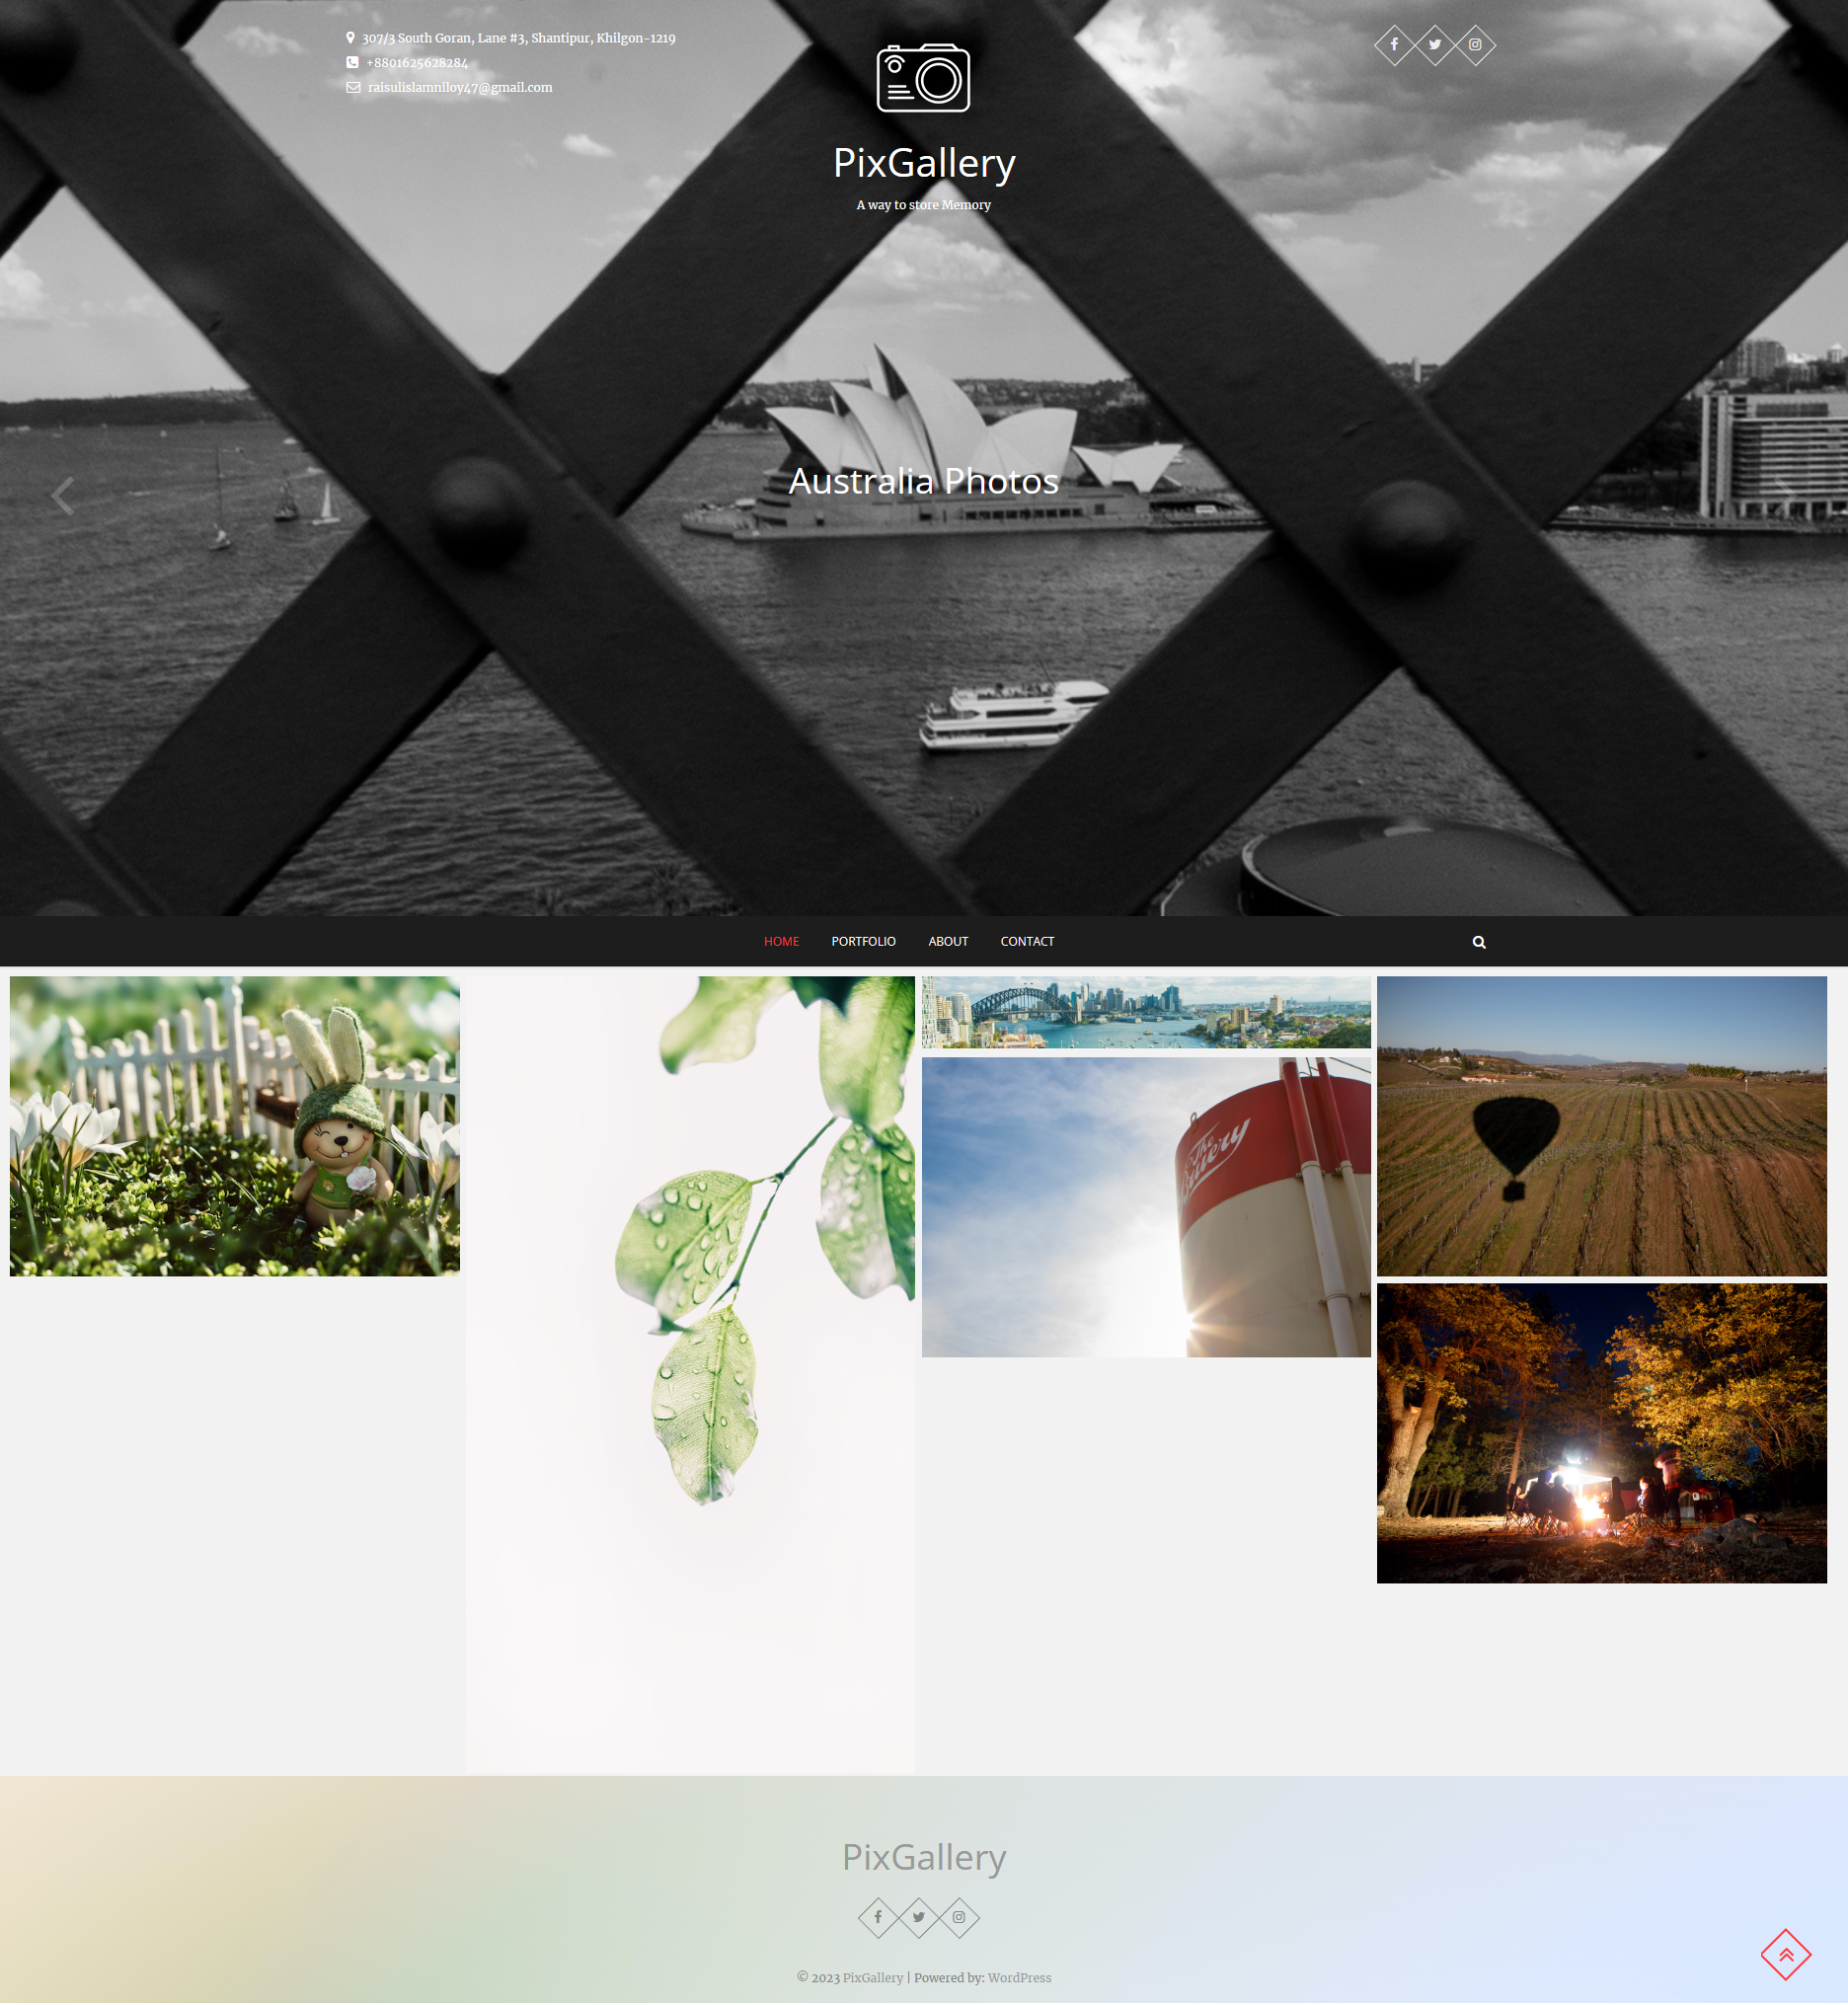 307/3 South Goran, Lane #3, Shantipur, Khilgon-1219
+8801625628284
raisulislamniloy47@gmail.com
PixGallery
A way to store Memory
Australia Photos
HOME PORTFOLIO ABOUT CONTACT
The
PixGallery
© 2023 PixGallery | Powered by: WordPress